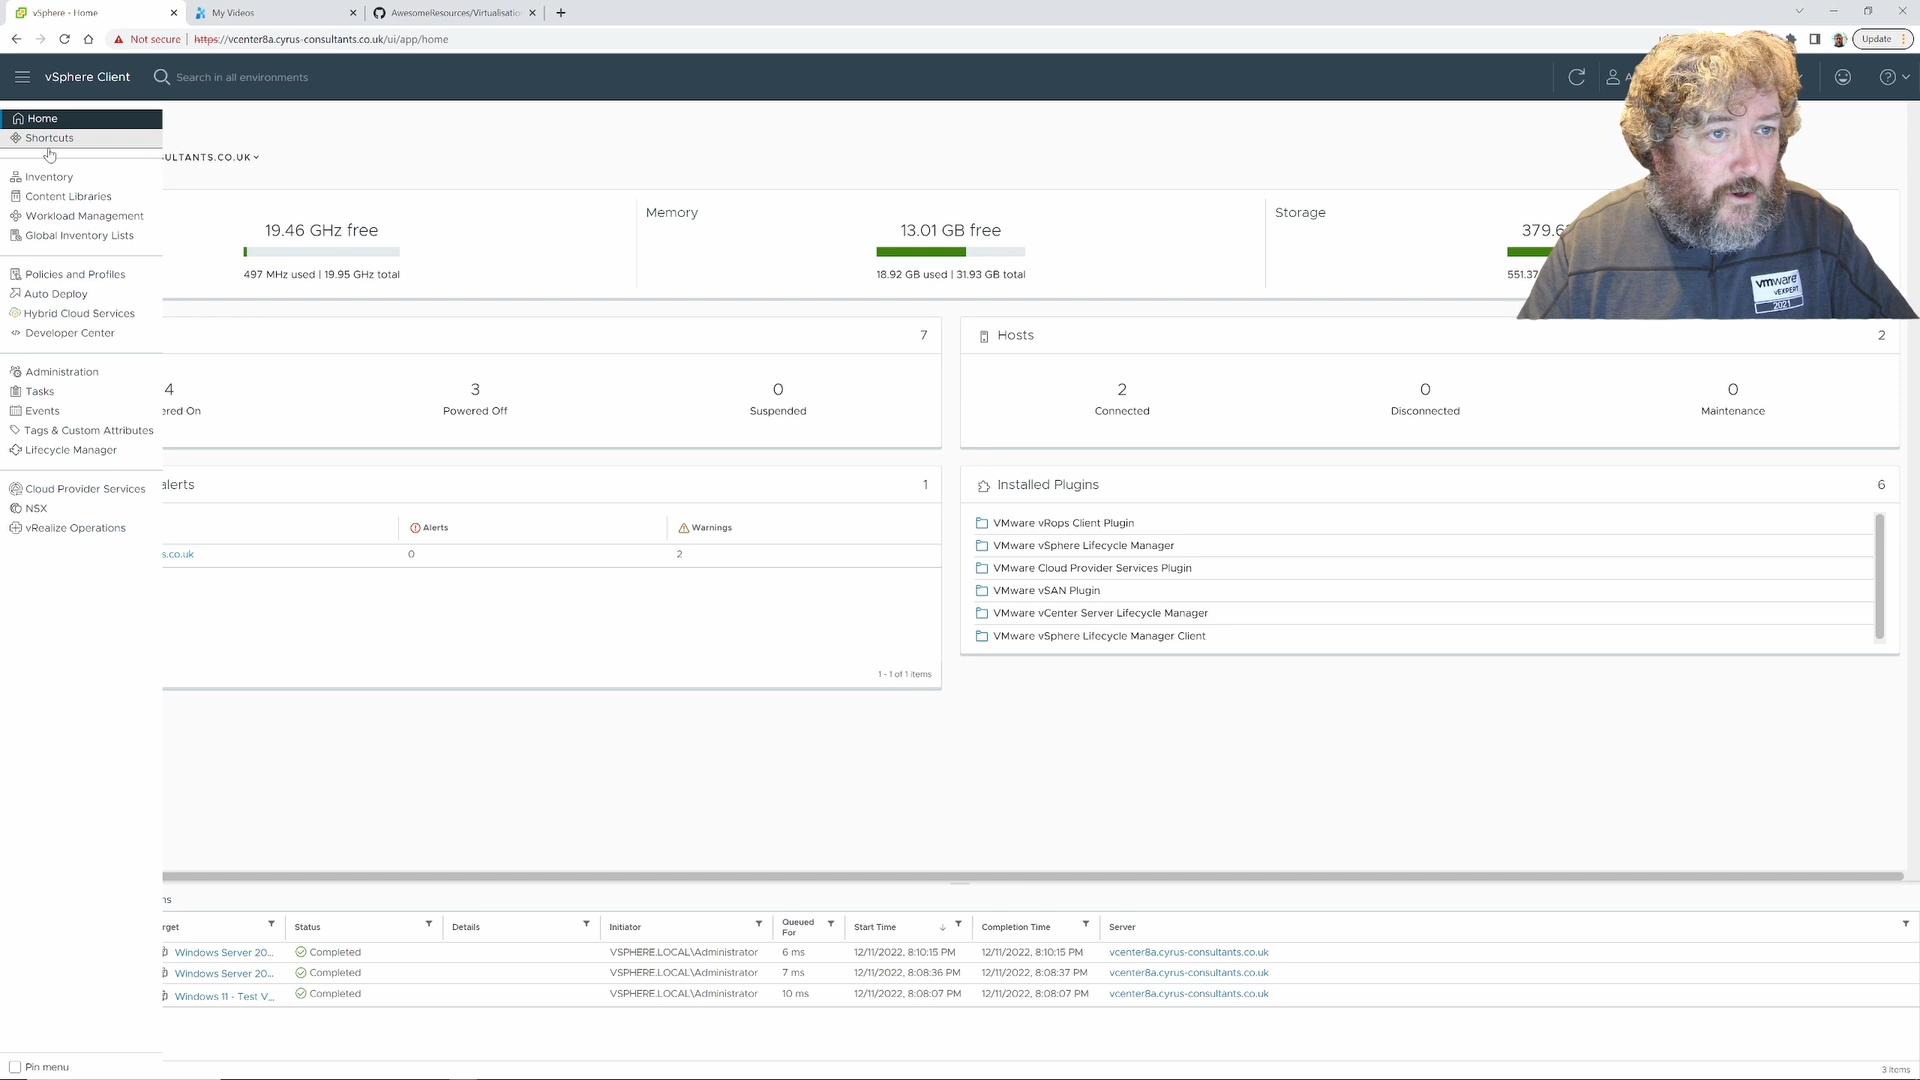 vSphere - Home
My Videos
AwesomeResources/Virtualisatio
Not secure
https://vcenter8a.cyrus-consultants.co.uk/ui/app/home
Update
vSphere Client
Search in all environments
Home
Shortcuts
Inventory
Content Libraries
Workload Management
Global Inventory Lists
Policies and Profiles
Auto Deploy
Hybrid Cloud Services
Developer Center
Administration
Tasks
Events
Tags & Custom Attributes
Lifecycle Manager
Cloud Provider Services
NSX
vRealize Operations
Pin menu
ULTANTS.CO.UK
19.46 GHz free
497 MHz used | 19.95 GHz total
Memory
13.01 GB free
18.92 GB used | 31.93 GB total
Storage
379.6
551.37
vmware
vEXPERT
2021
7
4
ered On
3
Powered Off
0
Suspended
Hosts
2
2
Connected
0
Disconnected
0
Maintenance
alerts
1
Alerts
Warnings
s.co.uk
0
2
1 - 1 of 1 items
Installed Plugins
6
VMware vRops Client Plugin
VMware vSphere Lifecycle Manager
VMware Cloud Provider Services Plugin
VMware vSAN Plugin
VMware vCenter Server Lifecycle Manager
VMware vSphere Lifecycle Manager Client
rget
Status
Details
Initiator
Queued
For
Start Time
Completion Time
Server
Windows Server 20... Completed VSPHERE.LOCAL\Administrator 6 ms 12/11/2022, 8:10:15 PM 12/11/2022, 8:10:15 PM vcenter8a.cyrus-consultants.co.uk
Windows Server 20... Completed VSPHERE.LOCAL\Administrator 7 ms 12/11/2022, 8:08:36 PM 12/11/2022, 8:08:37 PM vcenter8a.cyrus-consultants.co.uk
Windows 11 - Test V... Completed VSPHERE.LOCAL\Administrator 10 ms 12/11/2022, 8:08:07 PM 12/11/2022, 8:08:07 PM vcenter8a.cyrus-consultants.co.uk
3 items